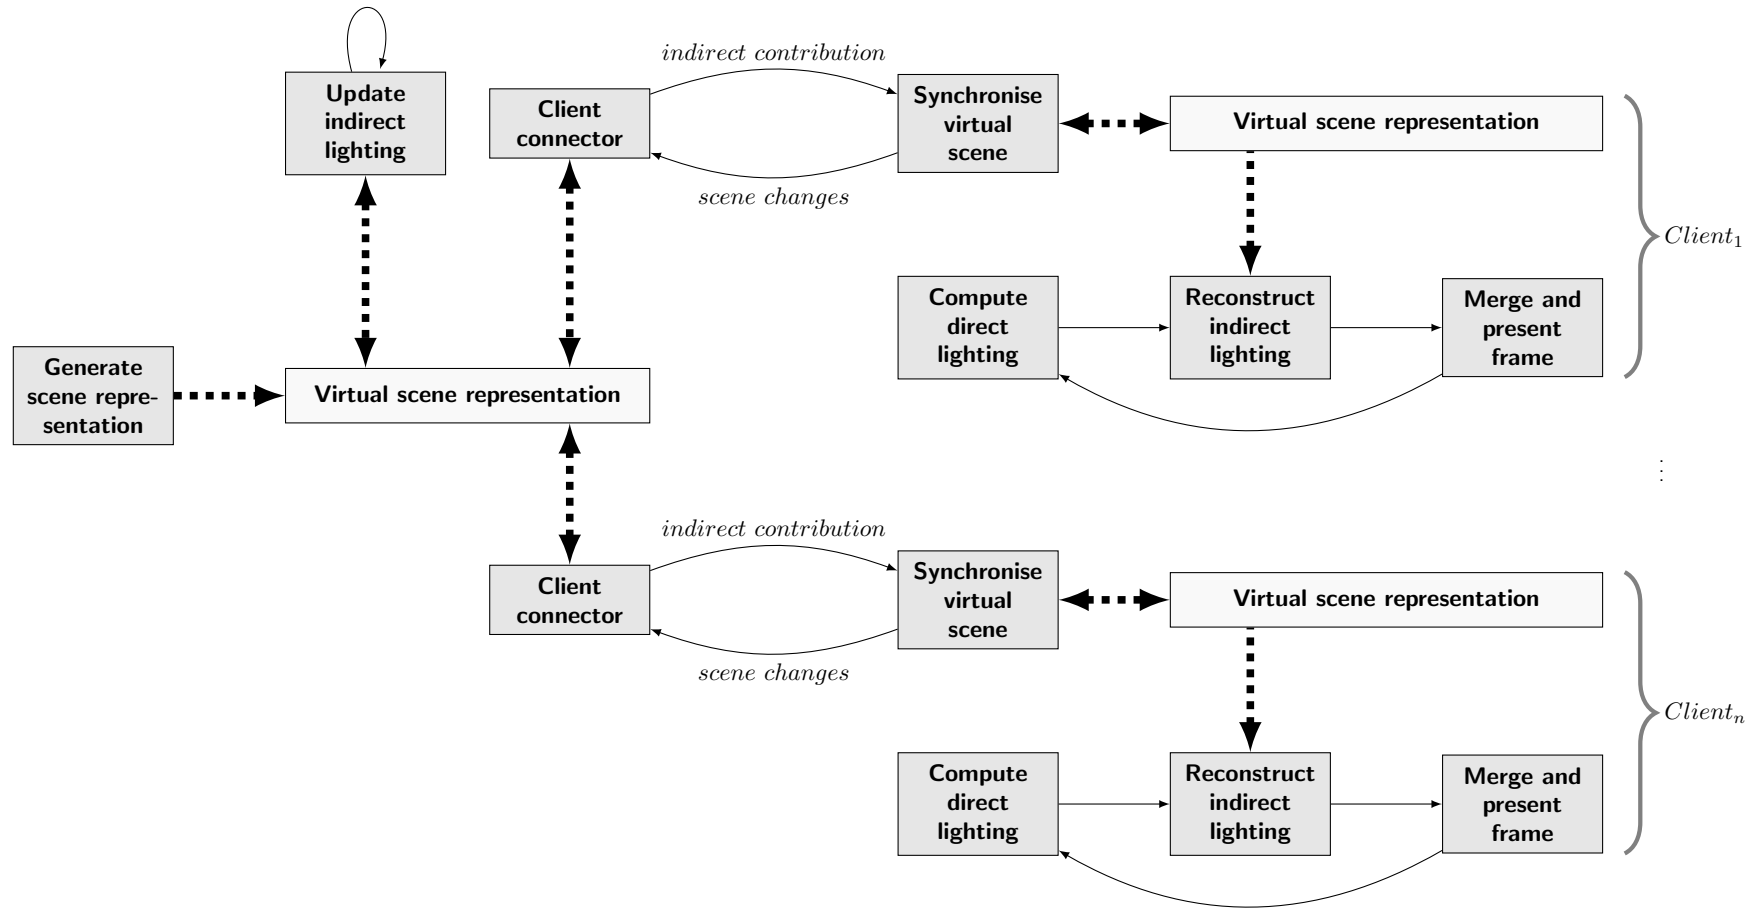 Update
indirect
lighting
Client
connector
indirect contribution
scene changes
Synchronise
virtual
scene
Virtual scene representation
Client₁
Compute
direct
lighting
Reconstruct
indirect
lighting
Merge and
present
frame
Generate
scene repre-
sentation
Virtual scene representation
⋮
Client
connector
indirect contribution
scene changes
Synchronise
virtual
scene
Virtual scene representation
Clientₙ
Compute
direct
lighting
Reconstruct
indirect
lighting
Merge and
present
frame